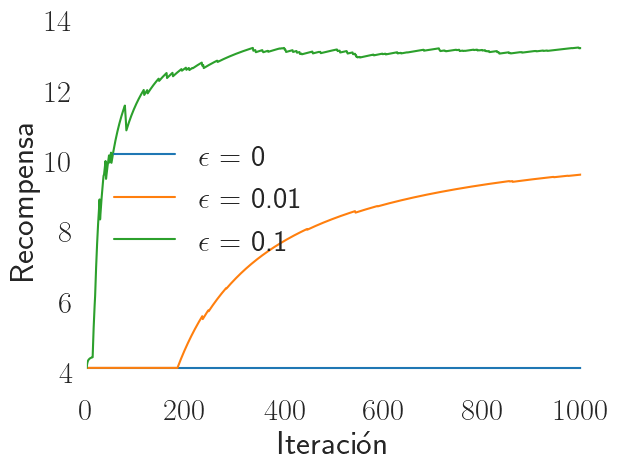 14
12
10
8
6
4
Recompensa
ϵ = 0
ϵ = 0.01
ϵ = 0.1
0 200 400 600 800 1000
Iteración